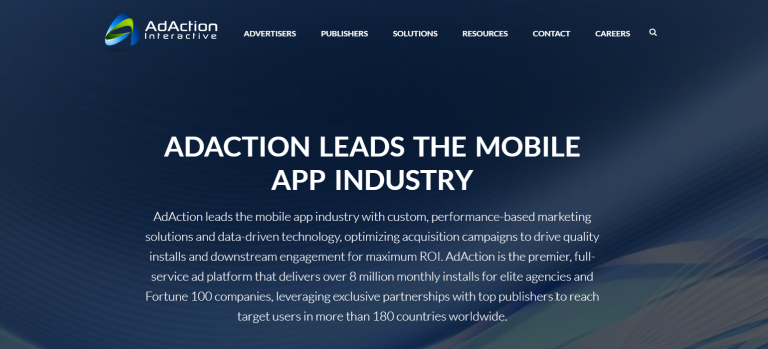 AdAction
Interactive
ADVERTISERS PUBLISHERS SOLUTIONS RESOURCES CONTACT CAREERS
ADACTION LEADS THE MOBILE
APP INDUSTRY
AdAction leads the mobile app industry with custom, performance-based marketing
solutions and data-driven technology, optimizing acquisition campaigns to drive quality
installs and downstream engagement for maximum ROI. AdAction is the premier, full-
service ad platform that delivers over 8 million monthly installs for elite agencies and
Fortune 100 companies, leveraging exclusive partnerships with top publishers to reach
target users in more than 180 countries worldwide.